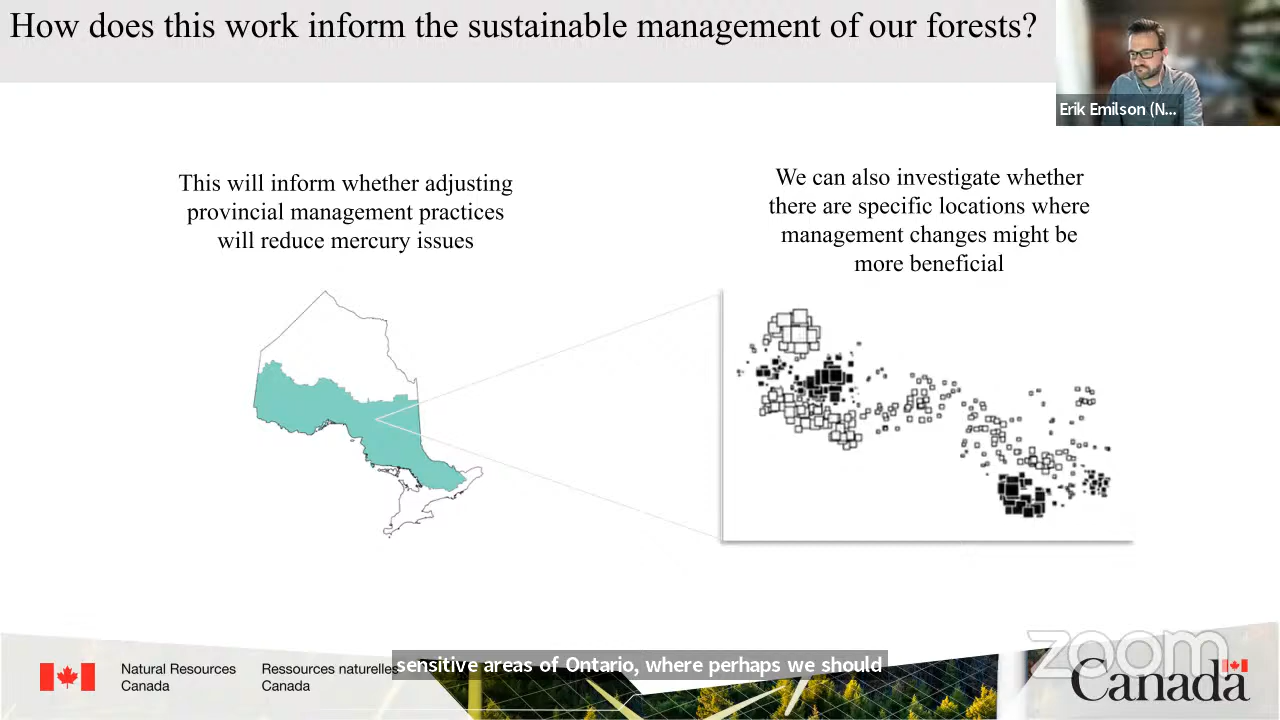 How does this work inform the sustainable management of our forests?
Erik Emilson (N...
This will inform whether adjusting
provincial management practices
will reduce mercury issues
We can also investigate whether
there are specific locations where
management changes might be
more beneficial
sensitive areas of Ontario, where perhaps we should
Natural Resources
Canada
Ressources naturelles
Canada
zoom
Canada